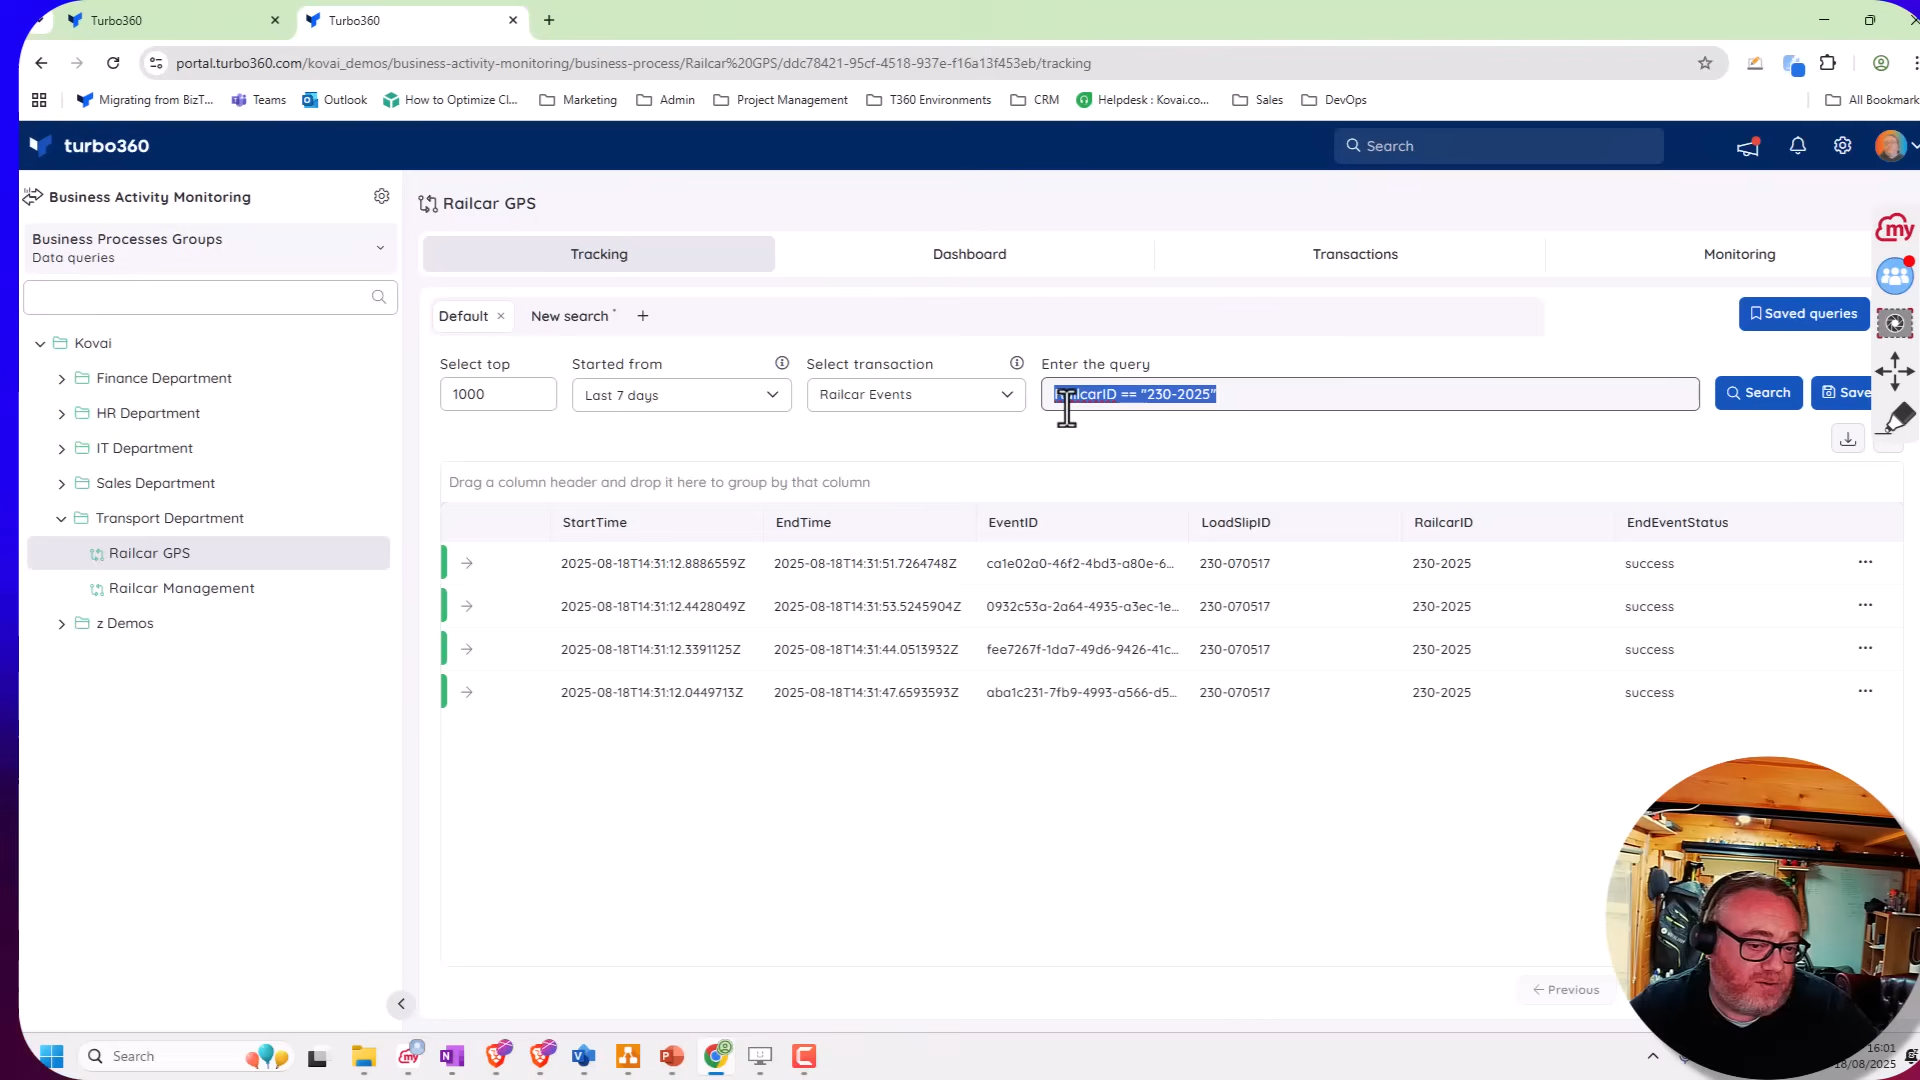 Turbo360
Turbo360
portal.turbo360.com/kovai_demos/business-activity-monitoring/business-process/Railcar%20GPS/ddc78421-95cf-4518-937e-f16a13f453eb/tracking
Migrating from BizT... Teams Outlook How to Optimize Cl... Marketing Admin Project Management T360 Environments CRM Helpdesk : Kovai.co... Sales DevOps All Bookmark
turbo360
Search
Business Activity Monitoring
Railcar GPS
my
Business Processes Groups
Data queries
Tracking Dashboard Transactions Monitoring
Default New search * +
Saved queries
Kovai
Finance Department
HR Department
IT Department
Sales Department
Transport Department
Railcar GPS
Railcar Management
z Demos
Select top Started from Select transaction Enter the query
1000 Last 7 days Railcar Events RailcarID == "230-2025" Search Save
Drag a column header and drop it here to group by that column
StartTime EndTime EventID LoadSlipID RailcarID EndEventStatus
2025-08-18T14:31:12.8886559Z 2025-08-18T14:31:51.7264748Z ca1e02a0-46f2-4bd3-a80e-6... 230-070517 230-2025 success ...
2025-08-18T14:31:12.4428049Z 2025-08-18T14:31:53.5245904Z 0932c53a-2a64-4935-a3ec-1e... 230-070517 230-2025 success ...
2025-08-18T14:31:12.3391125Z 2025-08-18T14:31:44.0513932Z fee7267f-1da7-49d6-9426-41c... 230-070517 230-2025 success ...
2025-08-18T14:31:12.0449713Z 2025-08-18T14:31:47.6593593Z aba1c231-7fb9-4993-a566-d5... 230-070517 230-2025 success ...
Previous
Search
my
16:01
18/08/2025